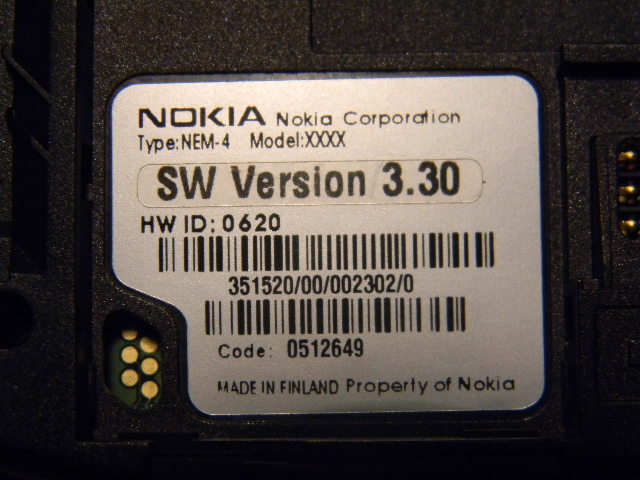 NOKIA Nokia Corporation
Type:NEM-4 Model:XXXX
SW Version 3.30
HW ID: 0620
351520/00/002302/0
Code: 0512649
MADE IN FINLAND Property of Nokia